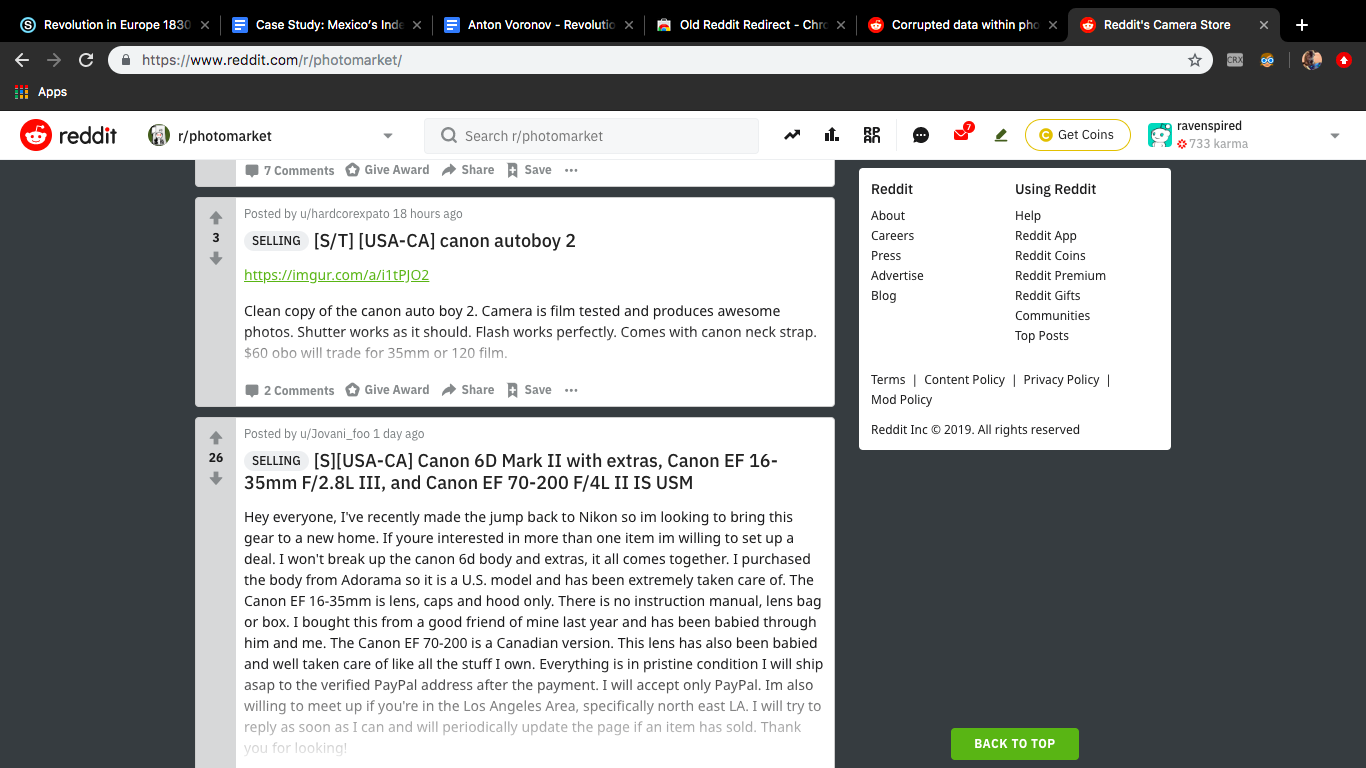 Revolution in Europe 1830
Case Study: Mexico's Inde
Anton Voronov - Revolutio
Old Reddit Redirect - Chro
Corrupted data within pho
Reddit's Camera Store
https://www.reddit.com/r/photomarket/
CRX
Apps
reddit
r/photomarket
Search r/photomarket
7
Get Coins
ravenspired
733 karma
7 Comments
Give Award
Share
Save
Posted by u/hardcorexpato 18 hours ago
3
SELLING [S/T] [USA-CA] canon autoboy 2
https://imgur.com/a/i1tPJO2
Clean copy of the canon auto boy 2. Camera is film tested and produces awesome
photos. Shutter works as it should. Flash works perfectly. Comes with canon neck strap.
$60 obo will trade for 35mm or 120 film.
2 Comments
Give Award
Share
Save
Posted by u/Jovani_foo 1 day ago
26
SELLING [S][USA-CA] Canon 6D Mark II with extras, Canon EF 16-
35mm F/2.8L III, and Canon EF 70-200 F/4L II IS USM
Hey everyone, I've recently made the jump back to Nikon so im looking to bring this
gear to a new home. If youre interested in more than one item im willing to set up a
deal. I won't break up the canon 6d body and extras, it all comes together. I purchased
the body from Adorama so it is a U.S. model and has been extremely taken care of. The
Canon EF 16-35mm is lens, caps and hood only. There is no instruction manual, lens bag
or box. I bought this from a good friend of mine last year and has been babied through
him and me. The Canon EF 70-200 is a Canadian version. This lens has also been babied
and well taken care of like all the stuff I own. Everything is in pristine condition I will ship
asap to the verified PayPal address after the payment. I will accept only PayPal. Im also
willing to meet up if you're in the Los Angeles Area, specifically north east LA. I will try to
reply as soon as I can and will periodically update the page if an item has sold. Thank
you for looking!
Reddit
About
Careers
Press
Advertise
Blog
Using Reddit
Help
Reddit App
Reddit Coins
Reddit Premium
Reddit Gifts
Communities
Top Posts
Terms | Content Policy | Privacy Policy |
Mod Policy
Reddit Inc © 2019. All rights reserved
BACK TO TOP